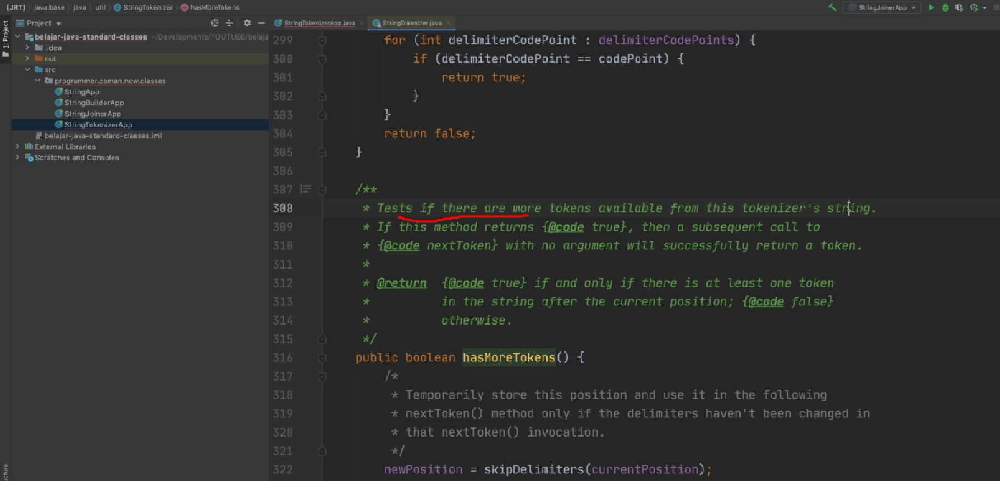 [JRT] java.base java util StringTokenizer hasMoreTokens
StringJoinerApp
1: Project
Project
belajar-java-standard-classes ~/Developments/YOUTUBE/belaja
.idea
out
src
programmer.zaman.now.classes
StringApp
StringBuilderApp
StringJoinerApp
StringTokenizerApp
belajar-java-standard-classes.iml
External Libraries
Scratches and Consoles
ucture
StringTokenizerApp.java
StringTokenizer.java
299 for (int delimiterCodePoint : delimiterCodePoints) {
300 if (delimiterCodePoint == codePoint) {
301 return true;
302 }
303 }
304 return false;
305 }
306
307 /**
308 * Tests if there are more tokens available from this tokenizer's string.
309 * If this method returns {@code true}, then a subsequent call to
310 * {@code nextToken} with no argument will successfully return a token.
311 *
312 * @return {@code true} if and only if there is at least one token
313 * in the string after the current position; {@code false}
314 * otherwise.
315 */
316 public boolean hasMoreTokens() {
317 /*
318 * Temporarily store this position and use it in the following
319 * nextToken() method only if the delimiters haven't been changed in
320 * that nextToken() invocation.
321 */
322 newPosition = skipDelimiters(currentPosition);